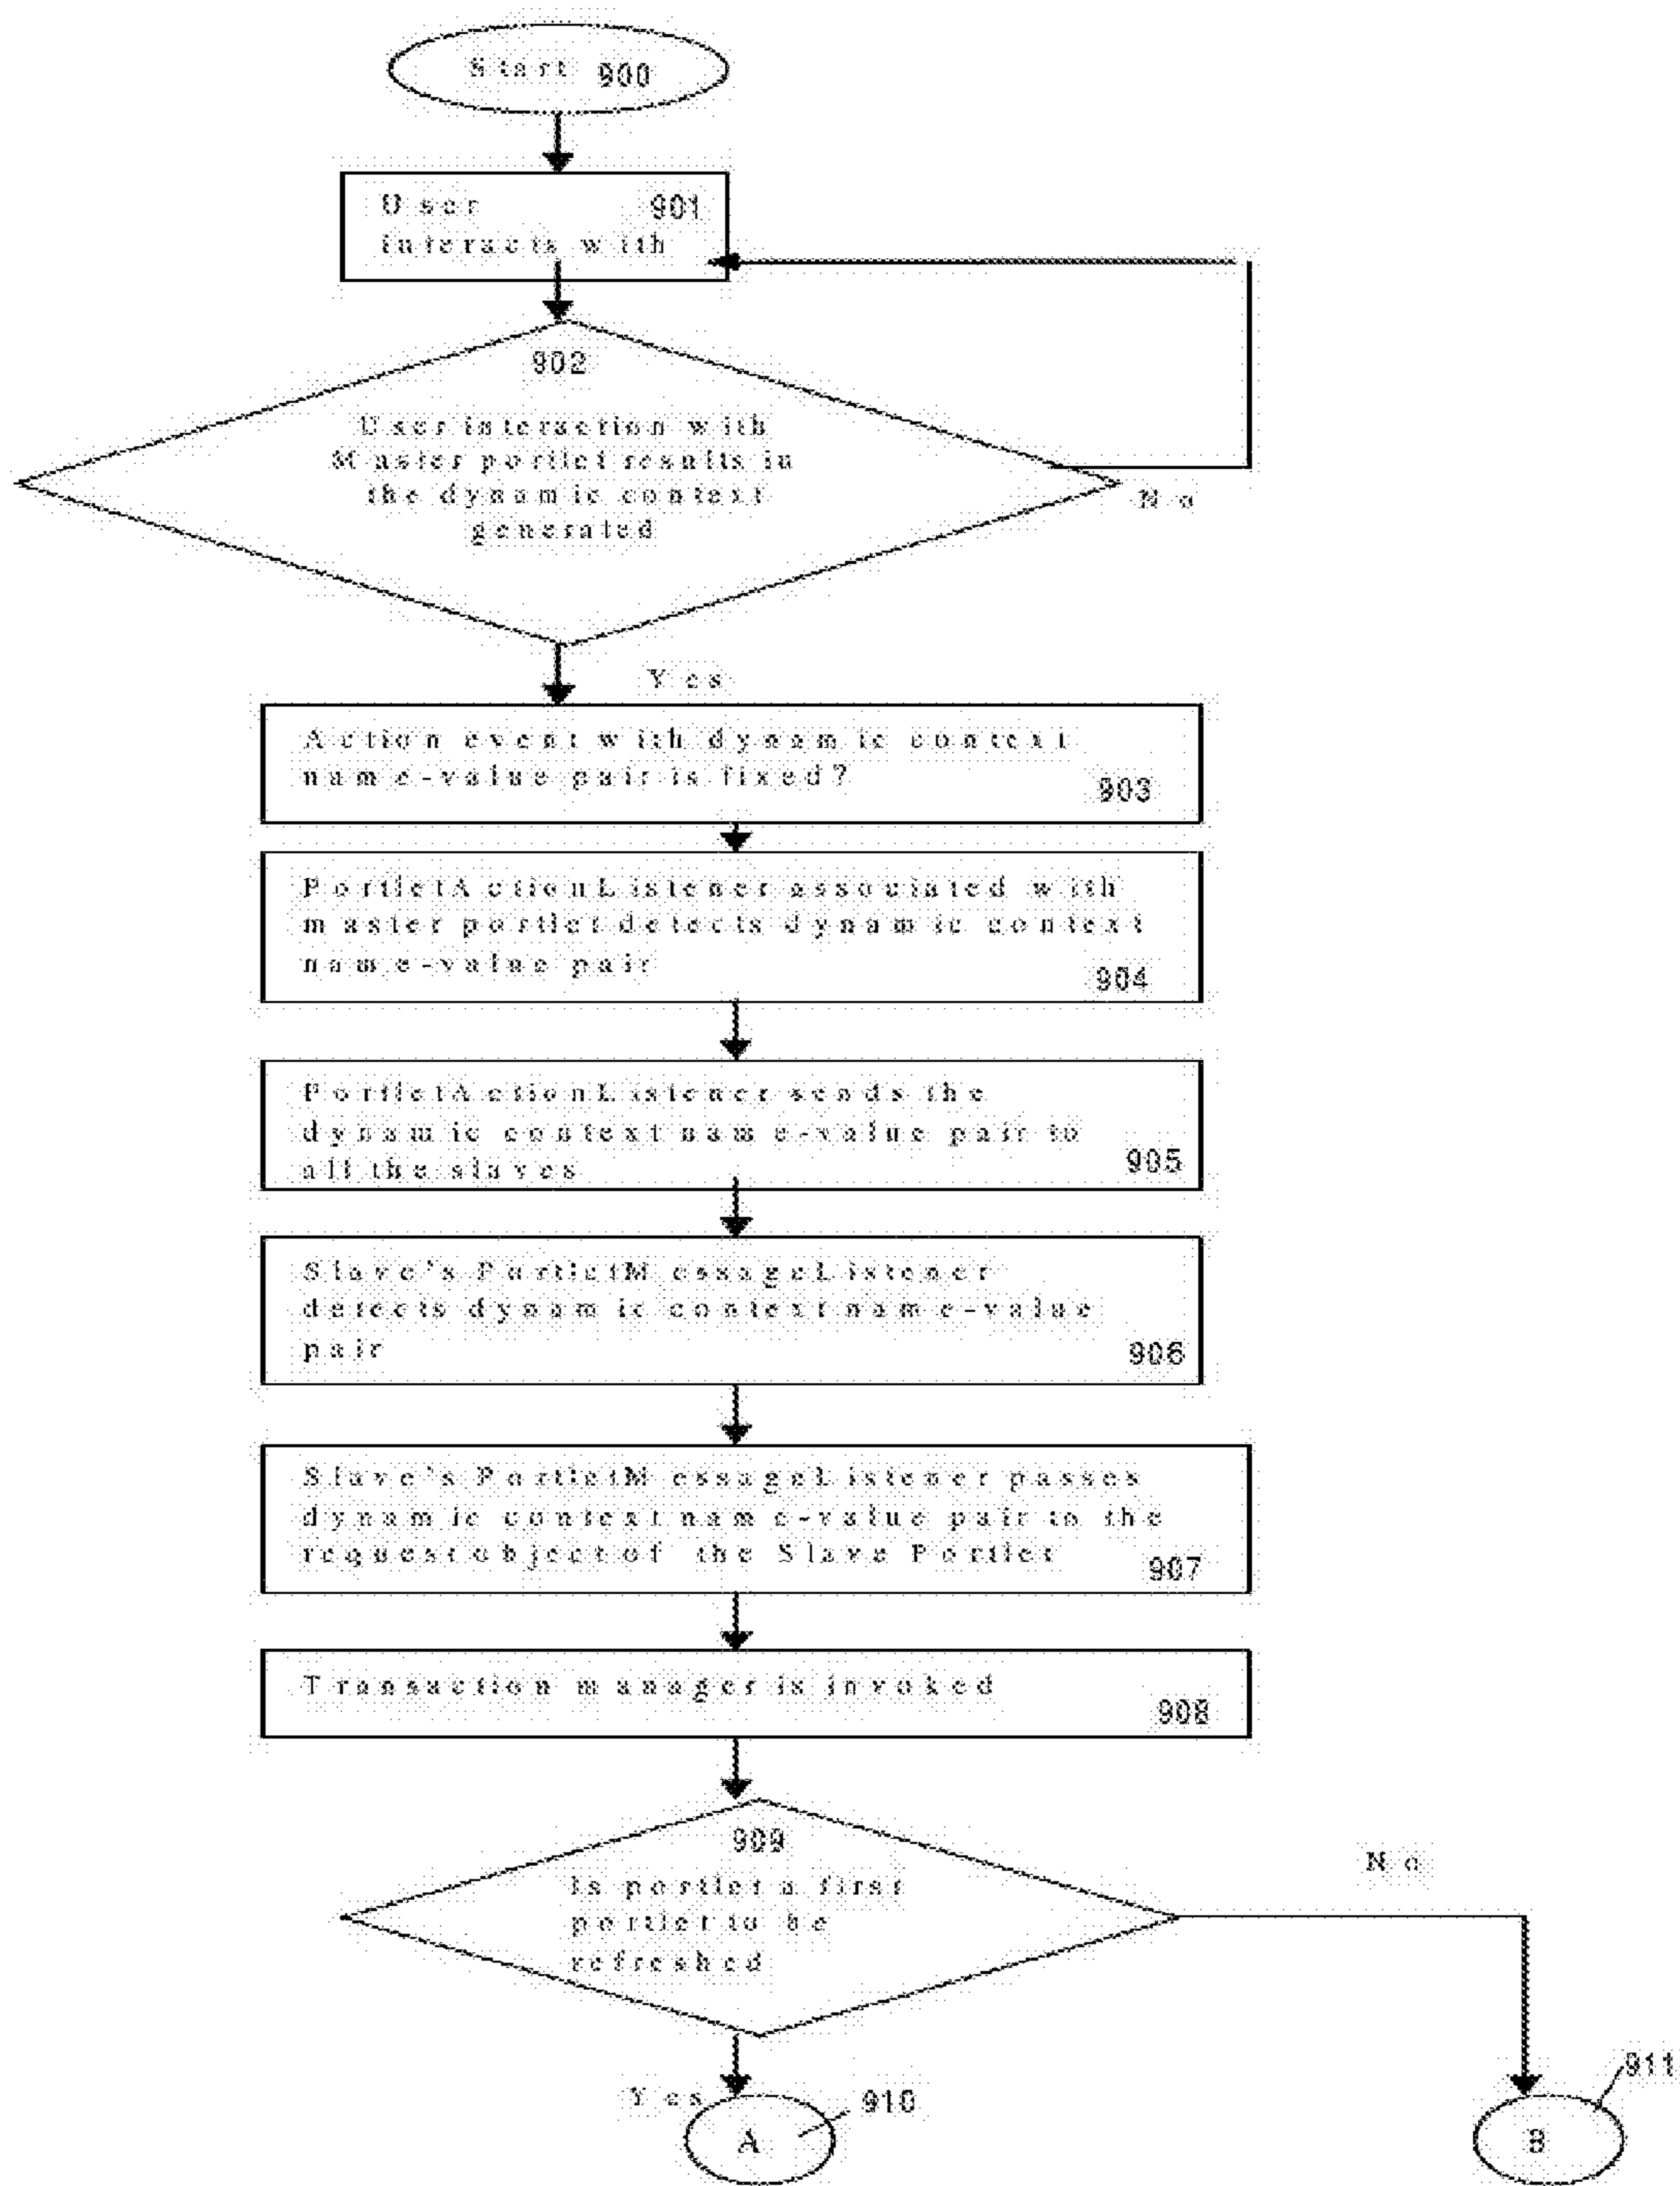 Start 900
User 901
interacts with
902
User interaction with
Master portlet results in
the dynamic context
generated
No
Yes
Action event with dynamic context
name-value pair is fixed?
903
PortletActionListener associated with
master portlet detects dynamic context
name-value pair
904
PortletActionListener sends the
dynamic context name-value pair to
all the slaves
905
Slave's PortletMessageListener
detects dynamic context name-value
pair
906
Slave's PortletMessageListener passes
dynamic context name-value pair to the
request object of the Slave Portlet
907
Transaction manager is invoked
908
909
Is portlet a first
portlet to be
refreshed
No
Yes
A
910
B
911